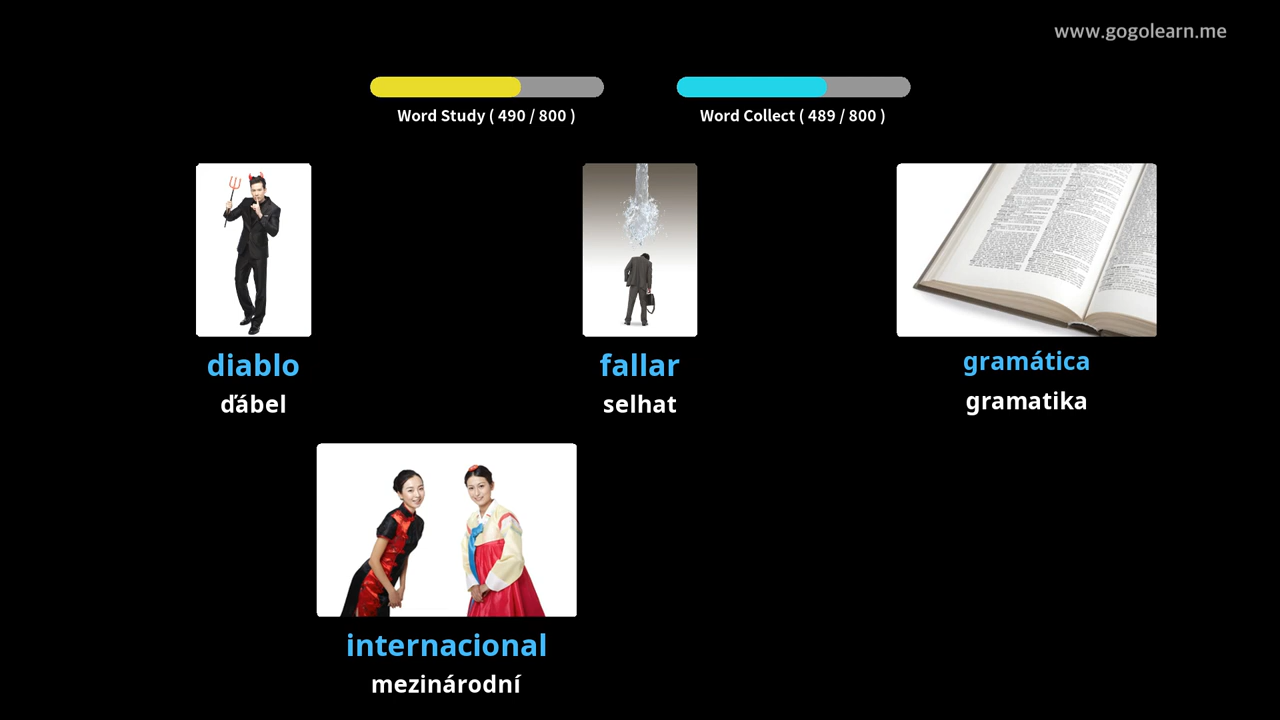 www.gogolearn.me
Word Study ( 490 / 800 )
Word Collect ( 489 / 800 )
diablo
ďábel
fallar
selhat
gramática
gramatika
internacional
mezinárodní